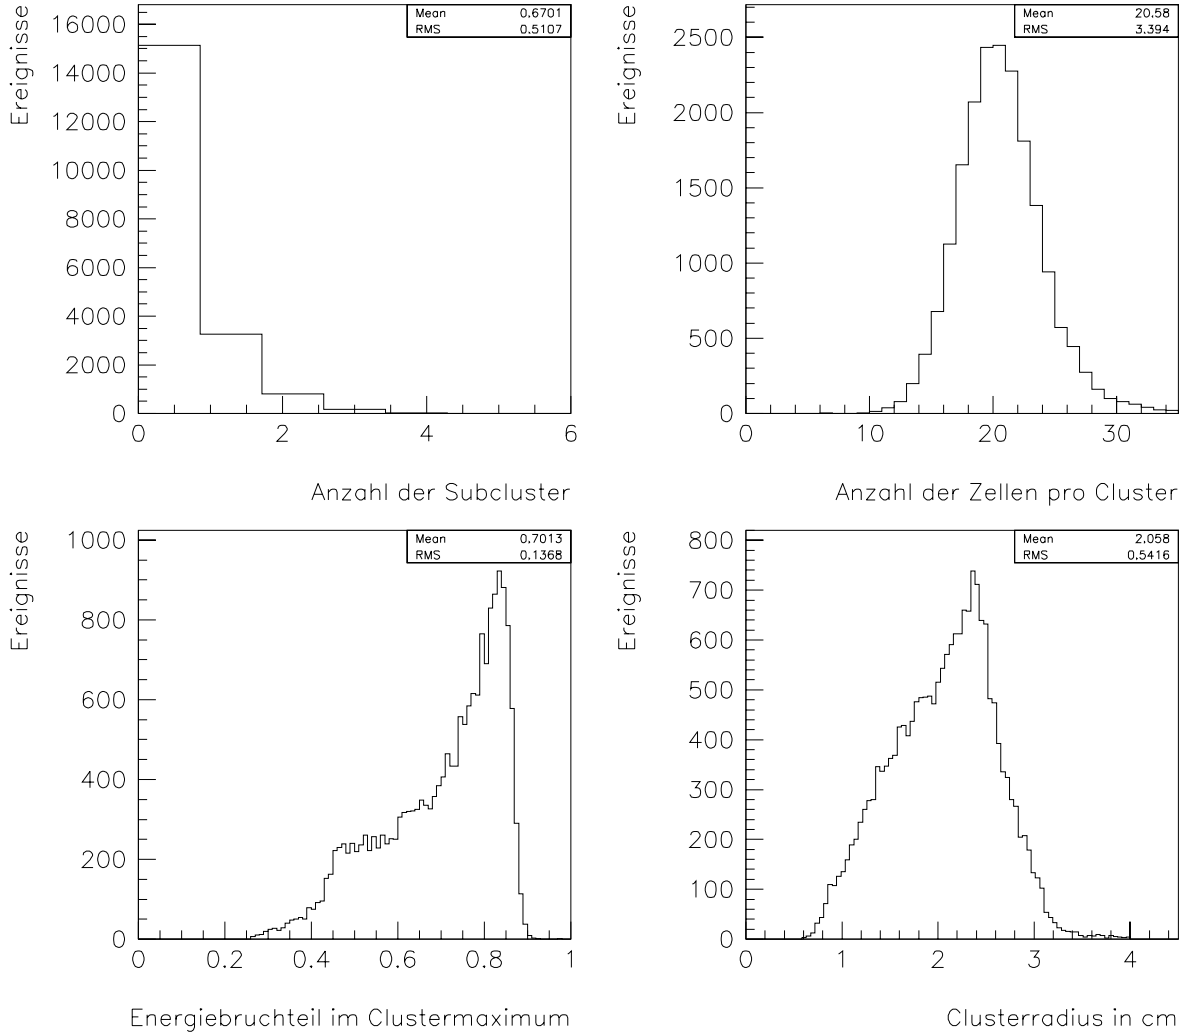 Mean 0.6701
RMS 0.5107
Ereignisse
16000
14000
12000
10000
8000
6000
4000
2000
0
0 2 4 6
Anzahl der Subcluster
Mean 20.58
RMS 3.394
Ereignisse
2500
2000
1500
1000
500
0
0 10 20 30
Anzahl der Zellen pro Cluster
Mean 0.7013
RMS 0.1368
Ereignisse
1000
800
600
400
200
0
0 0.2 0.4 0.6 0.8 1
Energiebruchteil im Clustermaximum
Mean 2.058
RMS 0.5416
Ereignisse
800
700
600
500
400
300
200
100
0
0 1 2 3 4
Clusterradius in cm